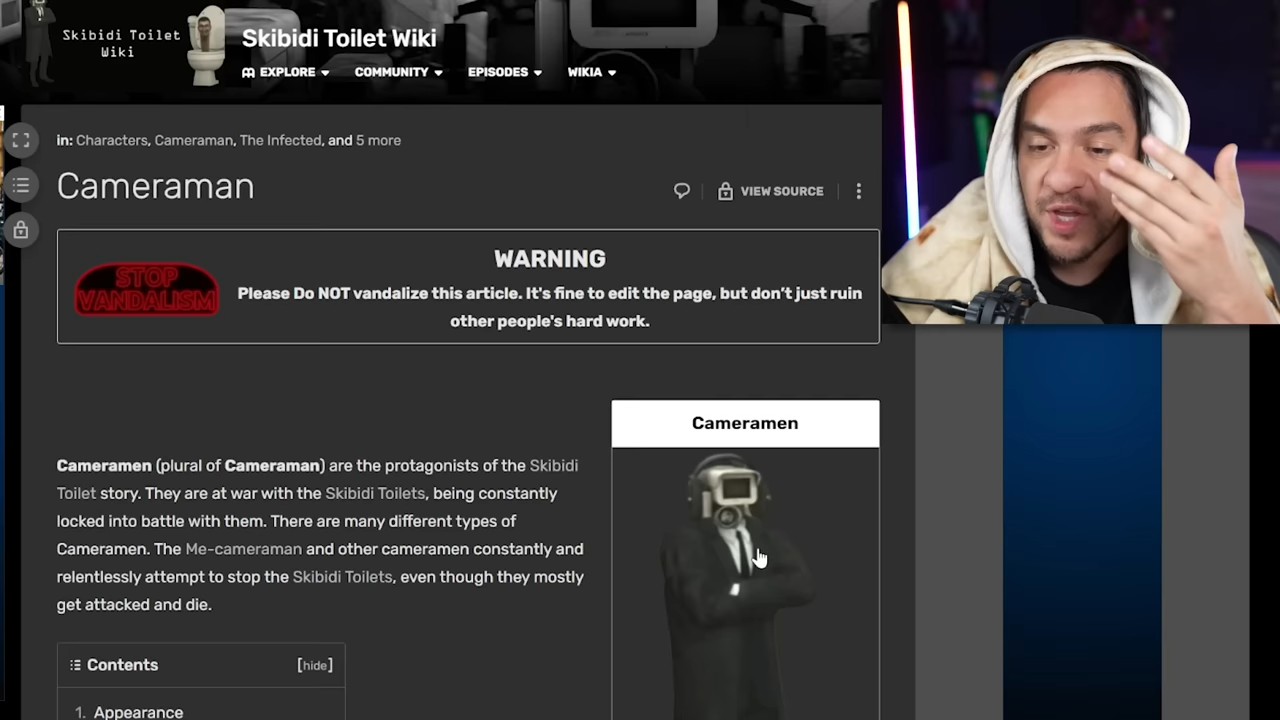 Skibidi Toilet
Wiki
Skibidi Toilet Wiki
EXPLORE COMMUNITY EPISODES WIKIA
in: Characters, Cameraman, The Infected, and 5 more
Cameraman
VIEW SOURCE
STOP
VANDALISM
WARNING
Please Do NOT vandalize this article. It's fine to edit the page, but don't just ruin
other people's hard work.
Cameramen
Cameramen (plural of Cameraman) are the protagonists of the Skibidi
Toilet story. They are at war with the Skibidi Toilets, being constantly
locked into battle with them. There are many different types of
Cameramen. The Me-cameraman and other cameramen constantly and
relentlessly attempt to stop the Skibidi Toilets, even though they mostly
get attacked and die.
Contents [hide]
1. Appearance